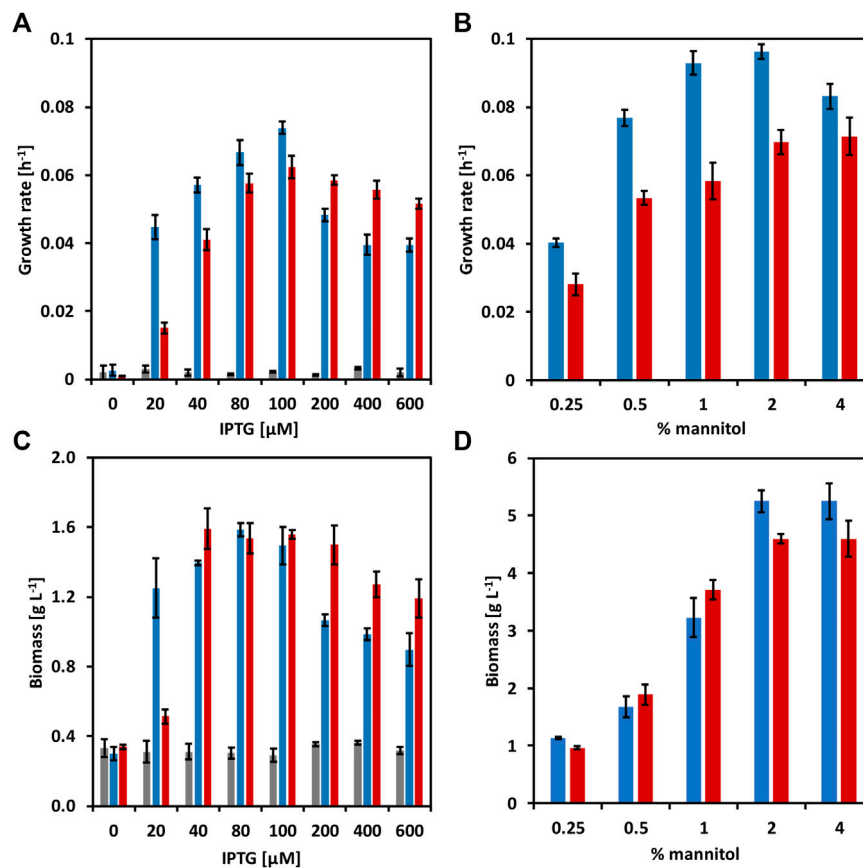 A
Growth rate [h⁻¹]
0.1
0.08
0.06
0.04
0.02
0
0 20 40 80 100 200 400 600
IPTG [µM]
B
Growth rate [h⁻¹]
0.1
0.08
0.06
0.04
0.02
0
0.25 0.5 1 2 4
% mannitol
C
Biomass [g L⁻¹]
2.0
1.6
1.2
0.8
0.4
0.0
0 20 40 80 100 200 400 600
IPTG [µM]
D
Biomass [g L⁻¹]
6
5
4
3
2
1
0
0.25 0.5 1 2 4
% mannitol